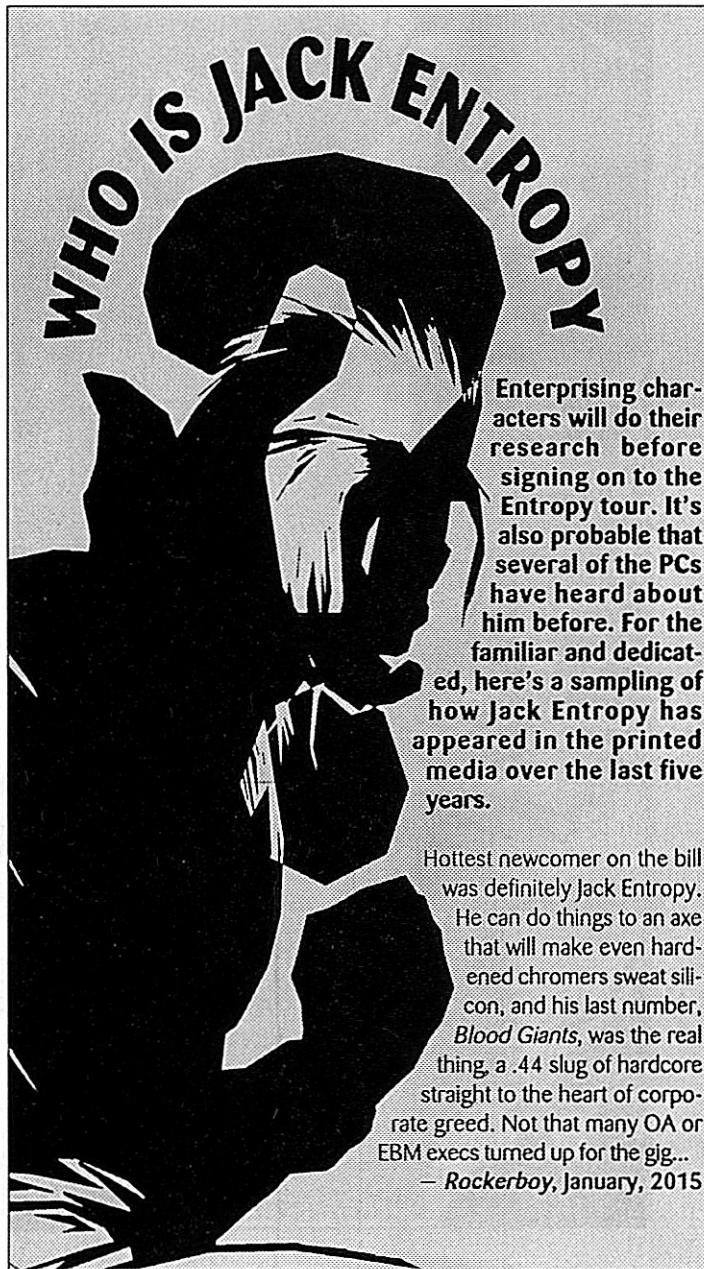 WHO IS JACK ENTROPY
Enterprising char-
acters will do their
research before
signing on to the
Entropy tour. It's
also probable that
several of the PCs
have heard about
him before. For the
familiar and dedicat-
ed, here's a sampling of
how Jack Entropy has
appeared in the printed
media over the last five
years.
Hottest newcomer on the bill
was definitely Jack Entropy.
He can do things to an axe
that will make even hard-
ened chromers sweat sili-
con, and his last number,
Blood Giants, was the real
thing, a .44 slug of hardcore
straight to the heart of corpo-
rate greed. Not that many OA or
EBM execs turned up for the gig...
— Rockerboy, January, 2015